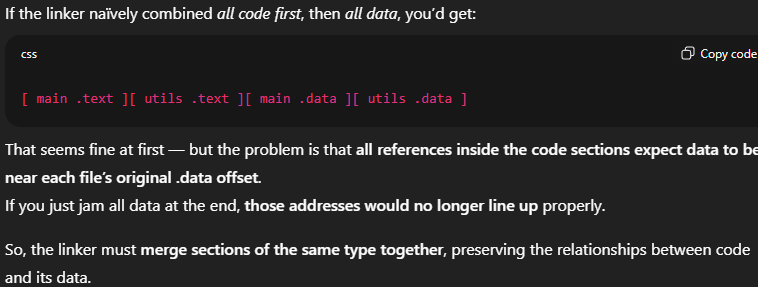 If the linker naïvely combined all code first, then all data, you’d get:
css
Copy code
[ main .text ][ utils .text ][ main .data ][ utils .data ]
That seems fine at first — but the problem is that all references inside the code sections expect data to be
near each file’s original .data offset.
If you just jam all data at the end, those addresses would no longer line up properly.
So, the linker must merge sections of the same type together, preserving the relationships between code
and its data.